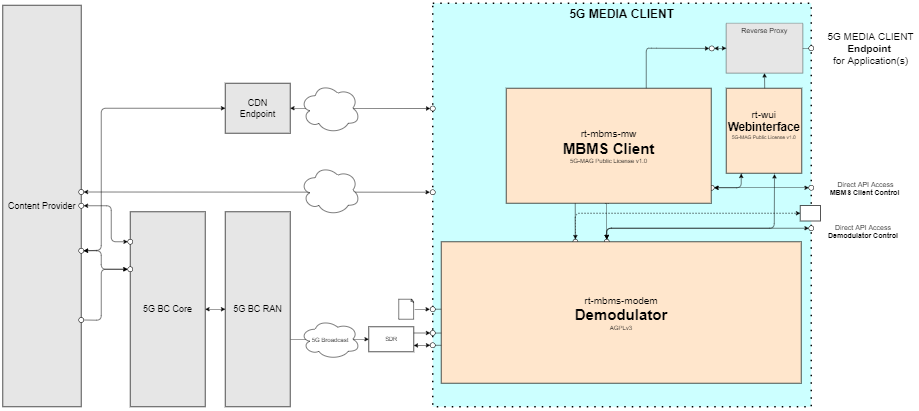 5G MEDIA CLIENT
Reverse Proxy
5G MEDIA CLIENT
Endpoint
for Application(s)
CDN
Endpoint
rt-mbms-mw
MBMS Client
5G-MAG Public License v1.0
rt-wui
Webinterface
5G-MAG Public License v1.0
Content Provider
Direct API Access
MBMS Client Control
Direct API Access
Demodulator Control
5G BC Core
5G BC RAN
rt-mbms-modem
Demodulator
AGPLv3
5G Broadcast
SDR